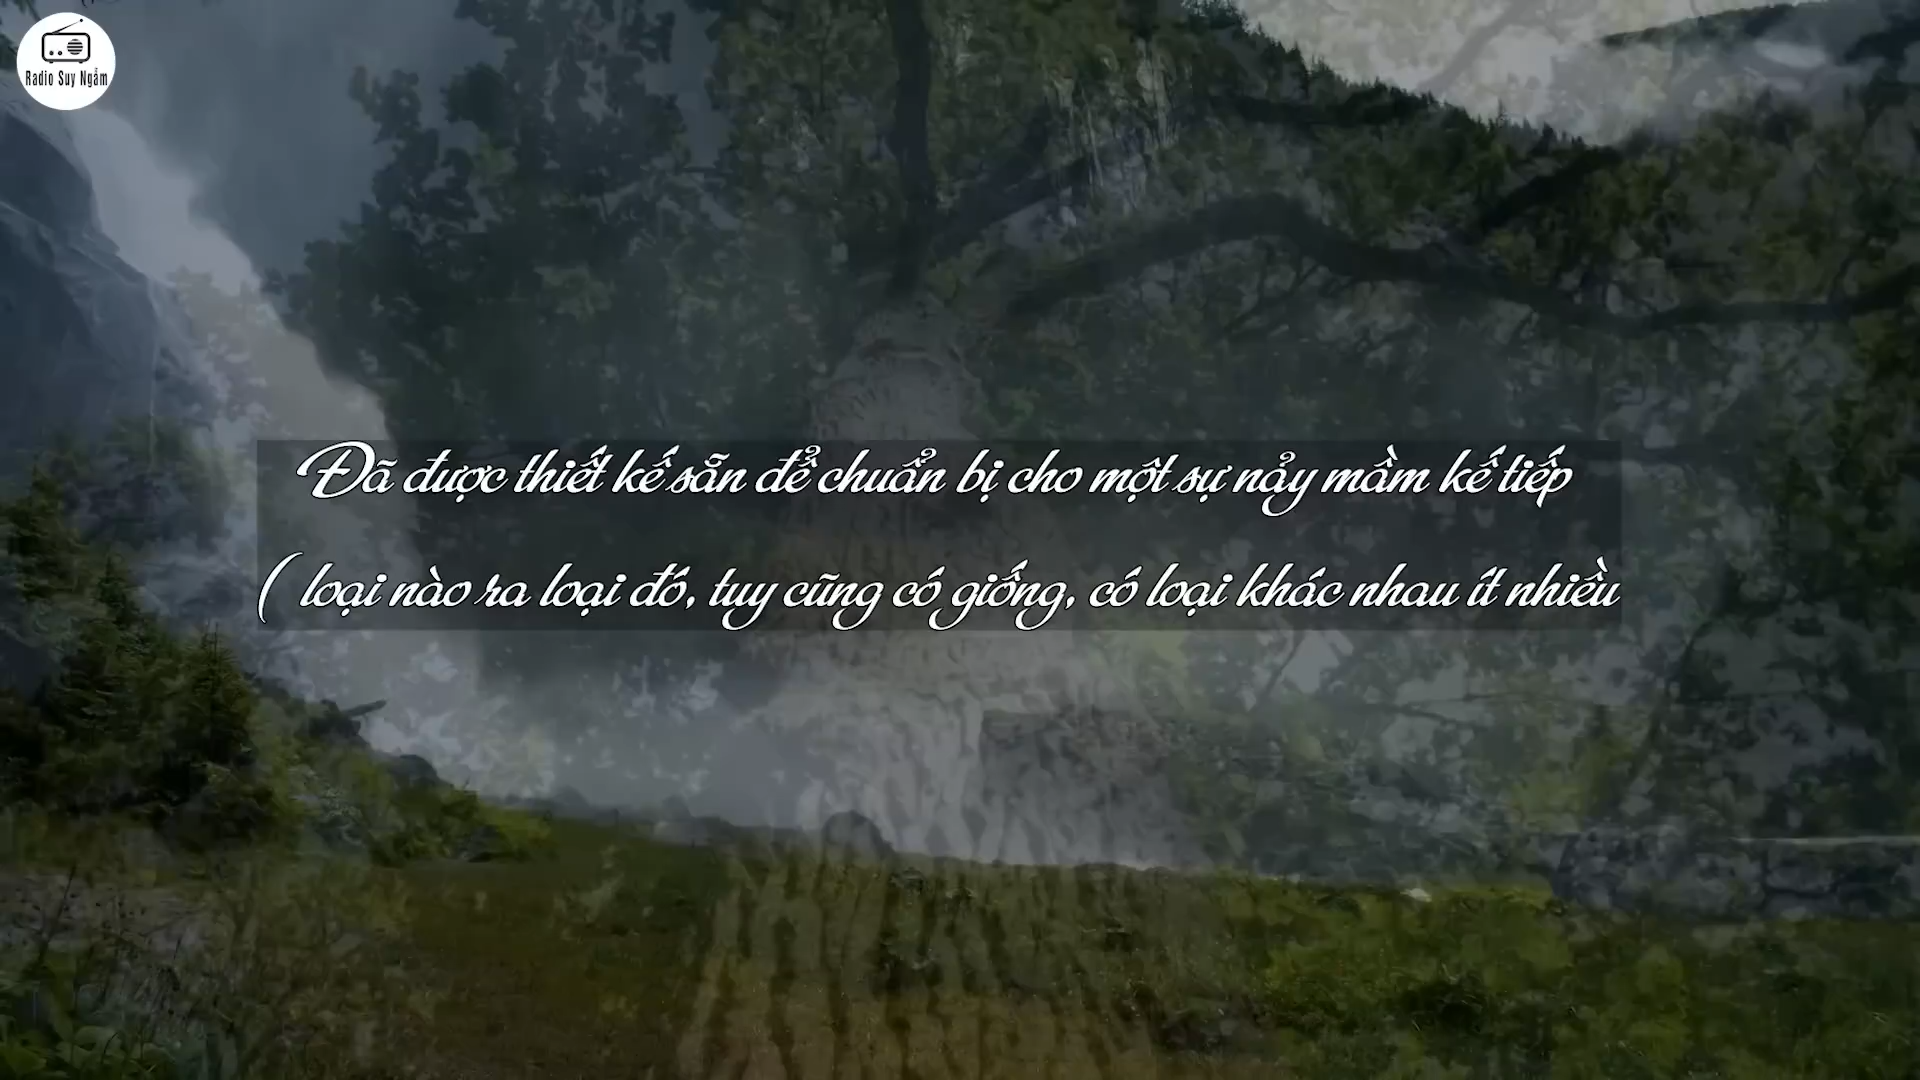 Radio Suy Ngẫm
Đã được thiết kế sẵn để chuẩn bị cho một sự nảy mầm kế tiếp
( loại nào ra loại đó, tuy cũng có giống, có loại khác nhau ít nhiều